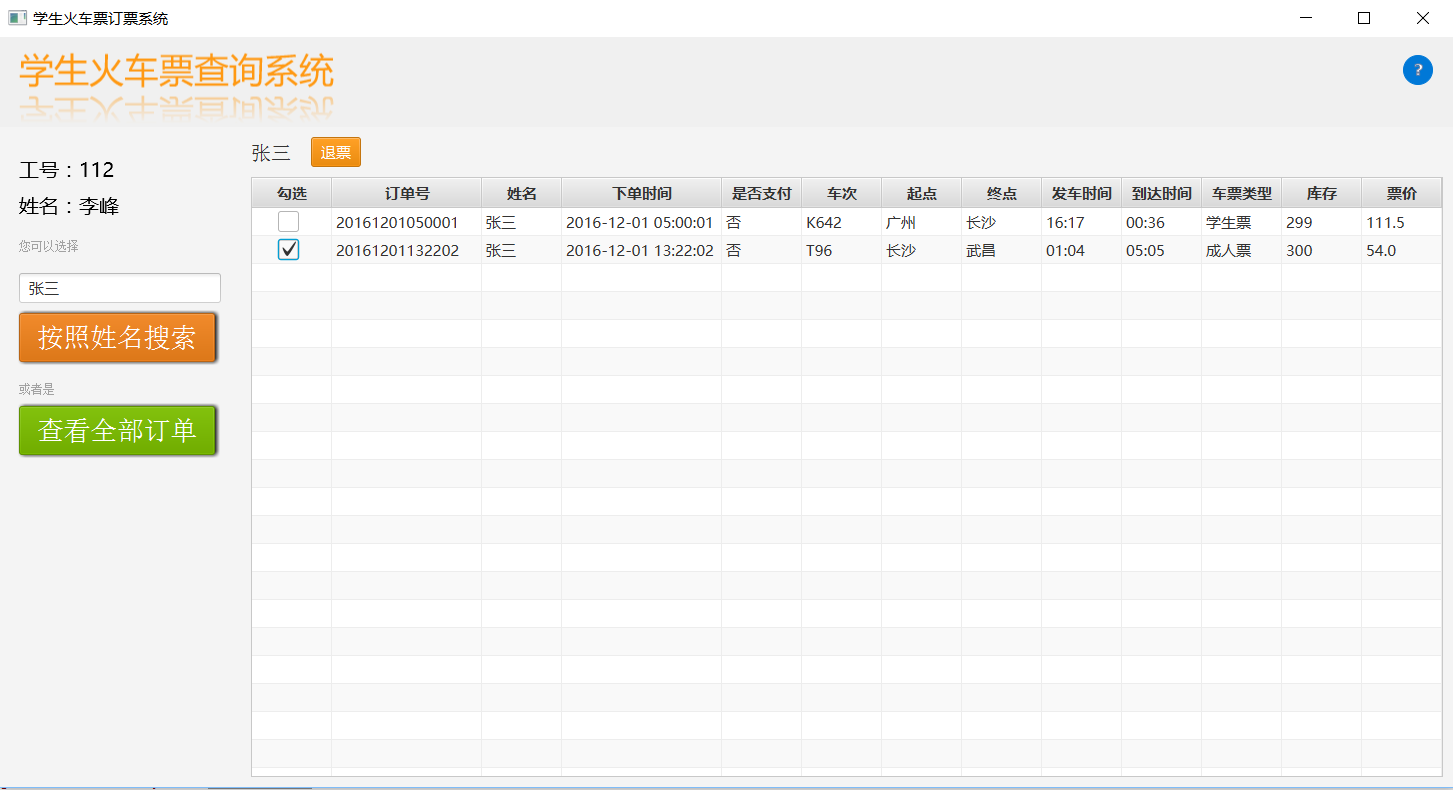 学生火车票订票系统
学生火车票查询系统
?
工号：112
姓名：李峰
您可以选择
张三
按照姓名搜索
或者是
查看全部订单
张三 退票
勾选 订单号 姓名 下单时间 是否支付 车次 起点 终点 发车时间 到达时间 车票类型 库存 票价
20161201050001 张三 2016-12-01 05:00:01 否 K642 广州 长沙 16:17 00:36 学生票 299 111.5
20161201132202 张三 2016-12-01 13:22:02 否 T96 长沙 武昌 01:04 05:05 成人票 300 54.0